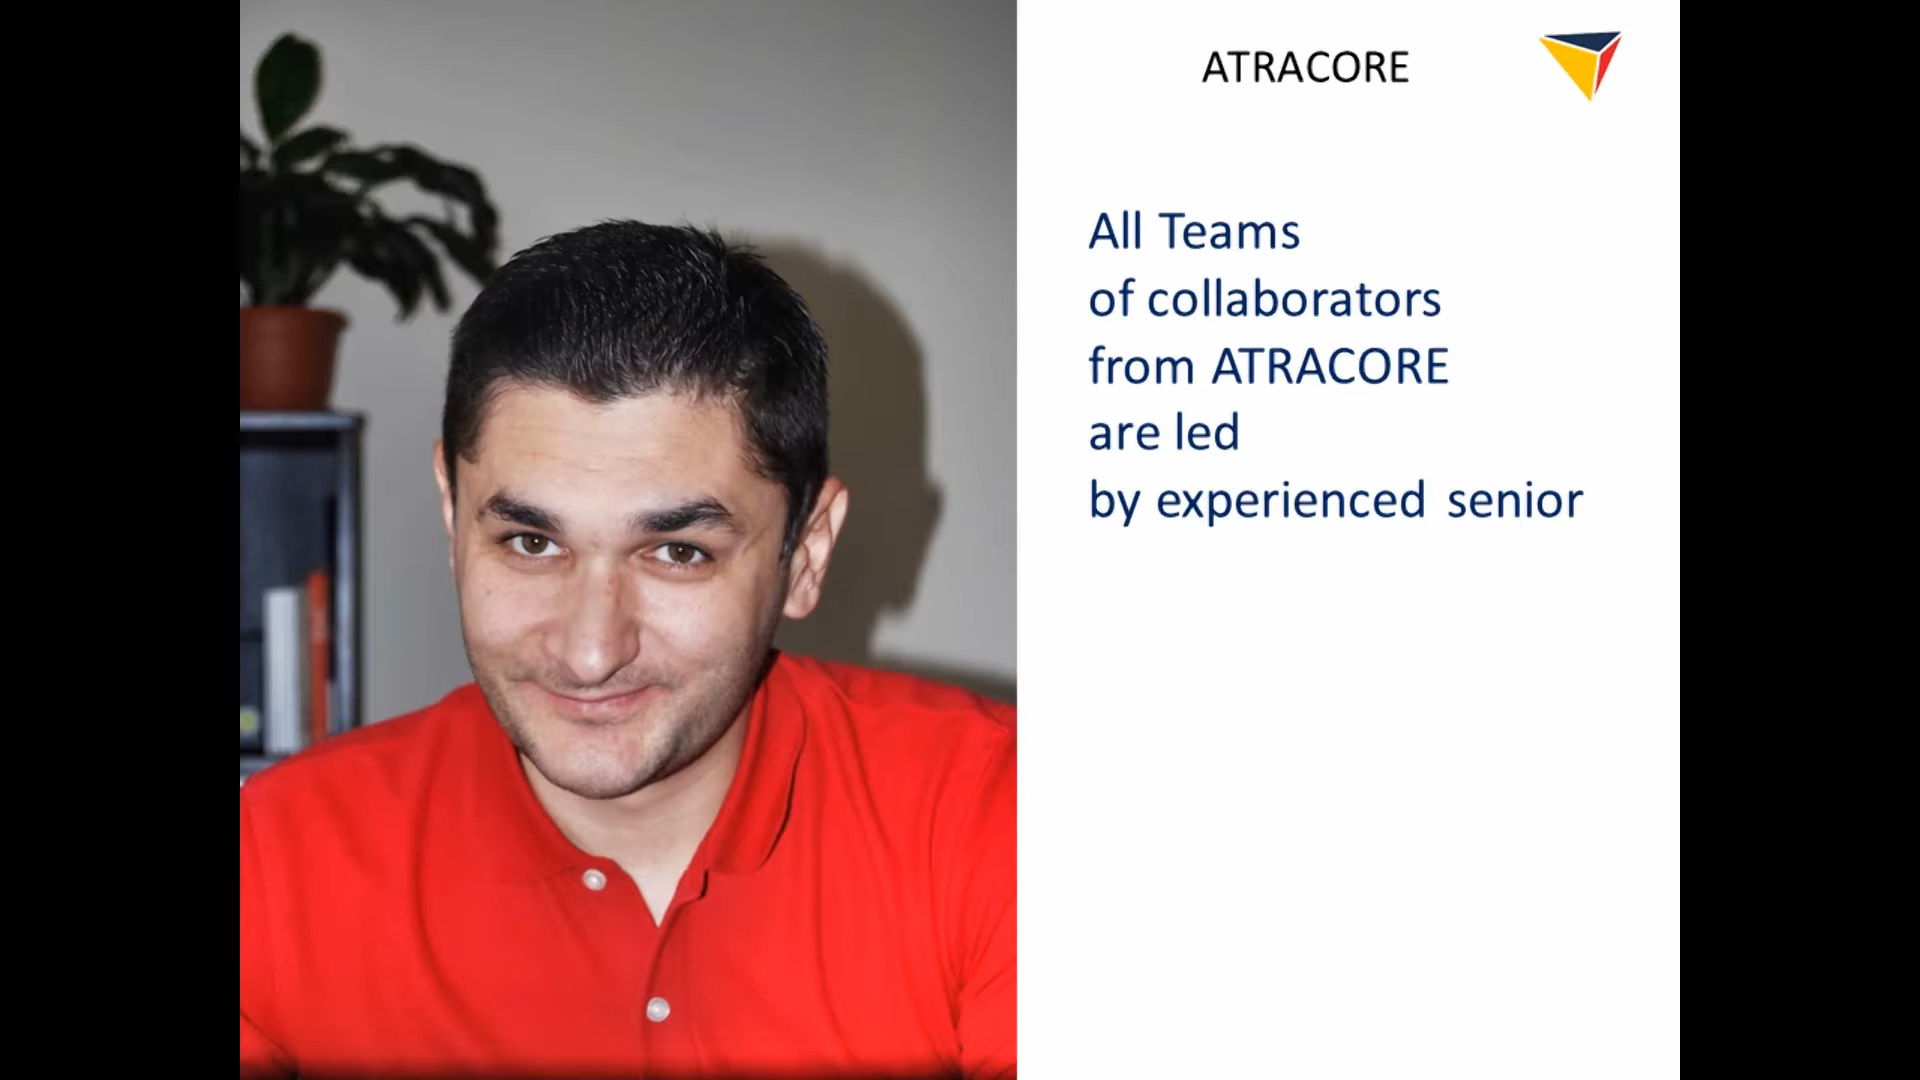 ATRACORE
All Teams
of collaborators
from ATRACORE
are led
by experienced senior